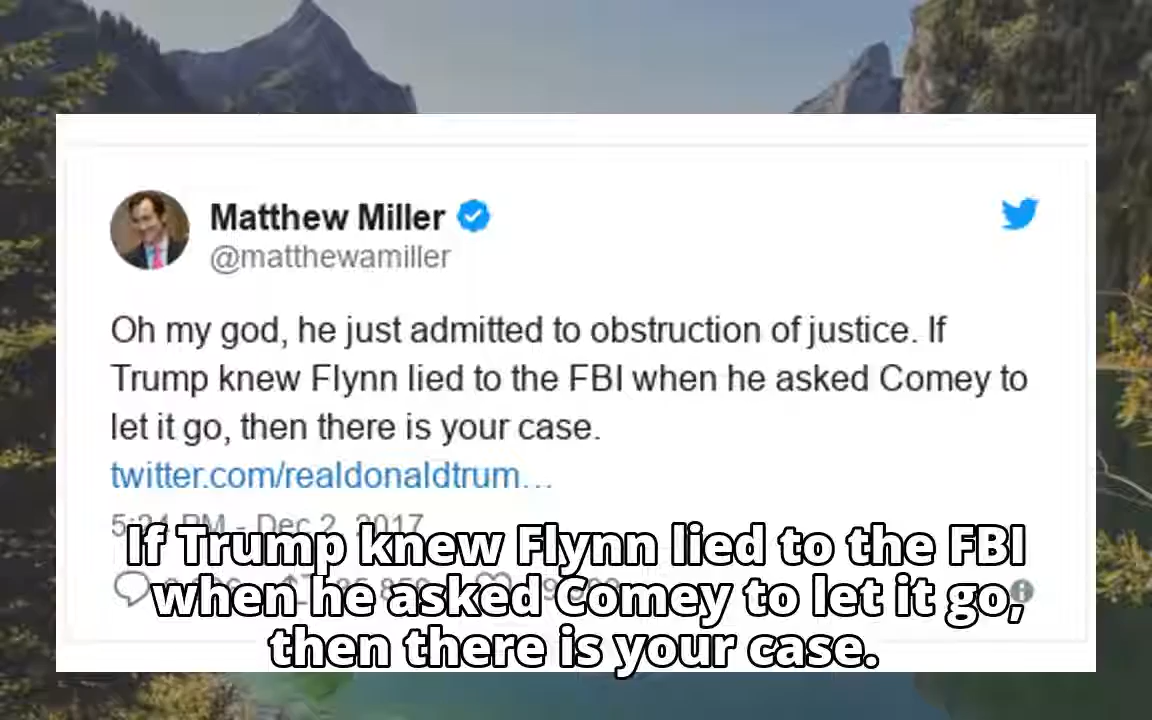 Matthew Miller
@matthewamiller
Oh my god, he just admitted to obstruction of justice. If
Trump knew Flynn lied to the FBI when he asked Comey to
let it go, then there is your case.
twitter.com/realdonaldtrum…
5:24 PM - Dec 2, 2017
If Trump knew Flynn lied to the FBI
when he asked Comey to let it go,
then there is your case.